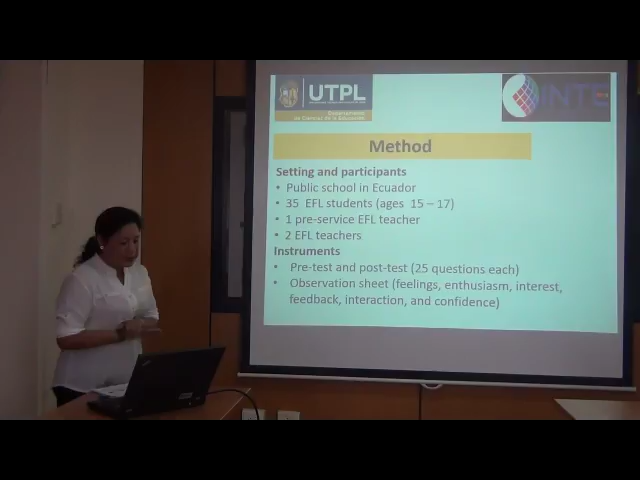 UTPL
Departamento
de Ciencias de la Educación
INTE
Method
Setting and participants
• Public school in Ecuador
• 35 EFL students (ages 15 – 17)
• 1 pre-service EFL teacher
• 2 EFL teachers
Instruments
• Pre-test and post-test (25 questions each)
• Observation sheet (feelings, enthusiasm, interest,
feedback, interaction, and confidence)